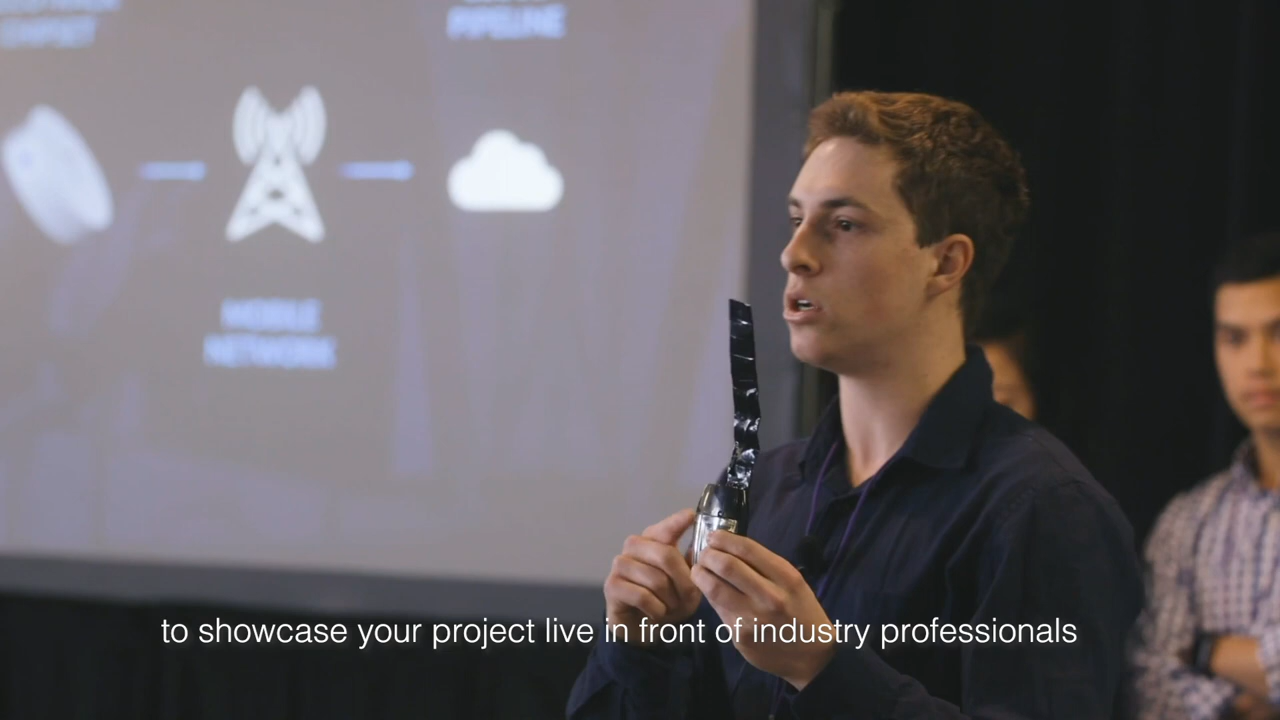 PIPELINE
MOBILE
NETWORK
to showcase your project live in front of industry professionals